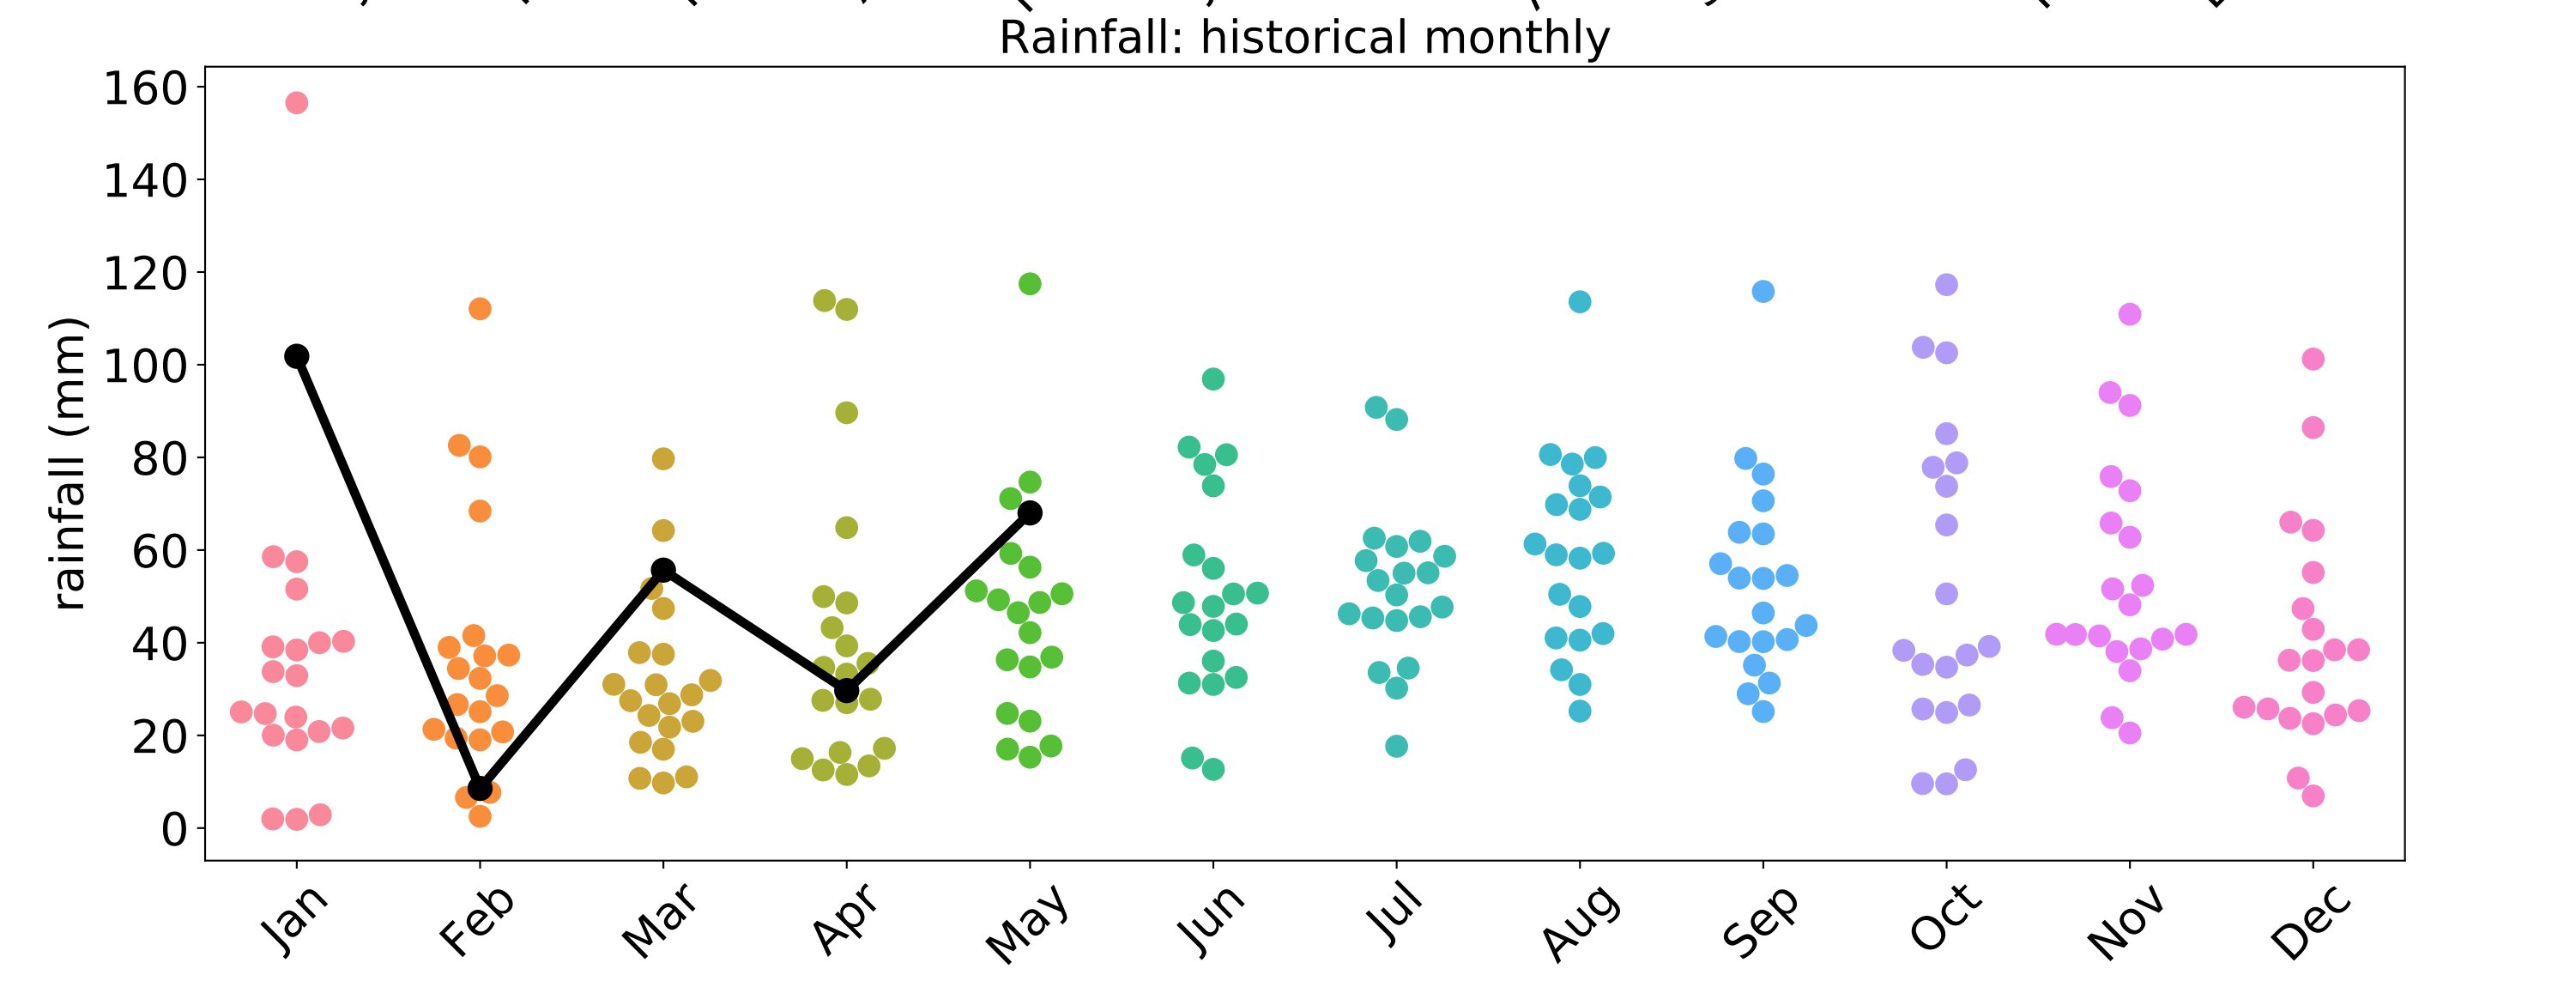 Rainfall: historical monthly
rainfall (mm)
160
140
120
100
80
60
40
20
0
Jan
Feb
Mar
Apr
May
Jun
Jul
Aug
Sep
Oct
Nov
Dec